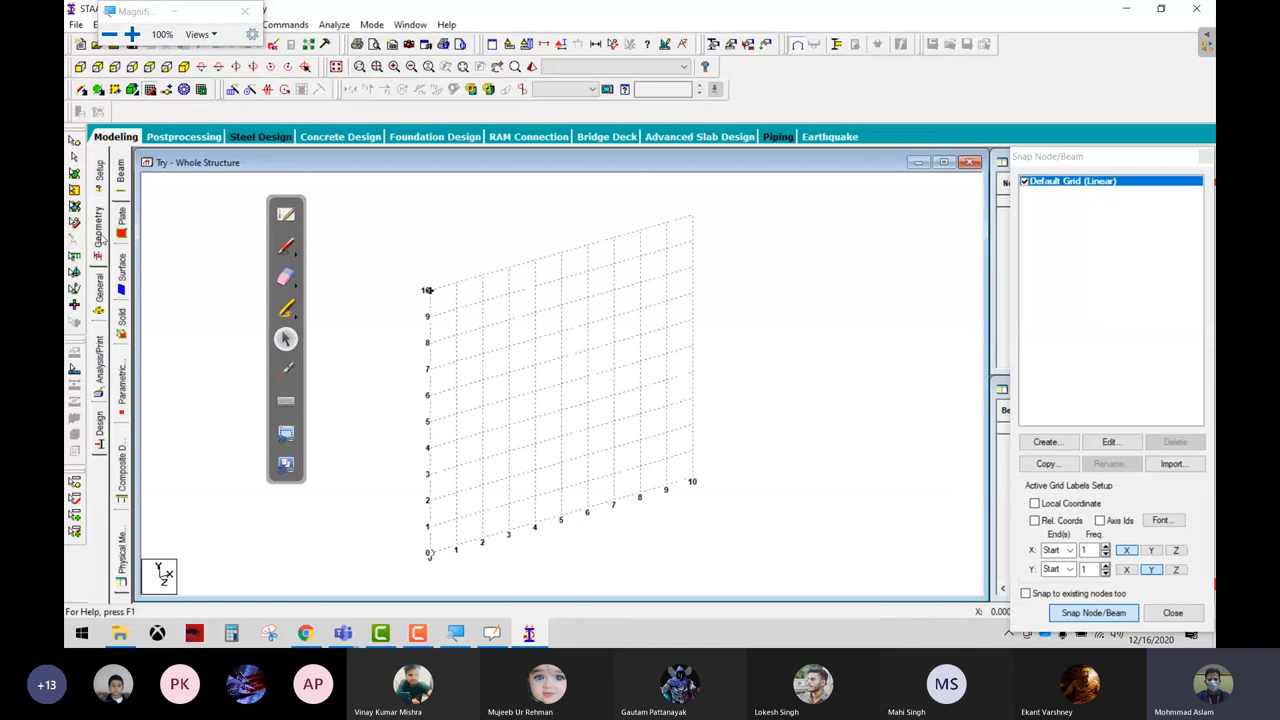 STAA
Magnifi...
100% Views
File
Commands Analyze Mode Window Help
Modeling Postprocessing Steel Design Concrete Design Foundation Design RAM Connection Bridge Deck Advanced Slab Design Piping Earthquake
Setup
Geometry
General
Analysis/Print
Design
Beam
Plate
Surface
Solid
Parametric...
Composite D...
Physical Me...
Try - Whole Structure
10
9
8
7
6
5
4
3
2
1
0
0
1
2
3
4
5
6
7
8
9
10
Y
X
Z
Snap Node/Beam
Default Grid (Linear)
Create... Edit... Delete
Copy... Rename... Import...
Active Grid Labels Setup
Local Coordinate
Rel. Coords Axis Ids Font...
End(s) Freq.
X: Start 1 X Y Z
Y: Start 1 X Y Z
Snap to existing nodes too
Snap Node/Beam Close
For Help, press F1
X: 0.000
12/16/2020
+13
PK
AP
Vinay Kumar Mishra
Mujeeb Ur Rehman
Gautam Pattanayak
Lokesh Singh
MS
Mahi Singh
Ekant Varshney
Mohmmad Aslam